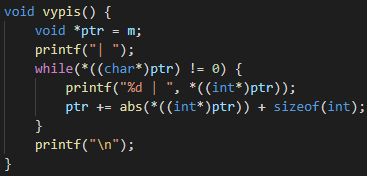 void vypis() {
    void *ptr = m;
    printf("| ");
    while(*((char*)ptr) != 0) {
        printf("%d | ", *((int*)ptr));
        ptr += abs(*((int*)ptr)) + sizeof(int);
    }
    printf("\n");
}